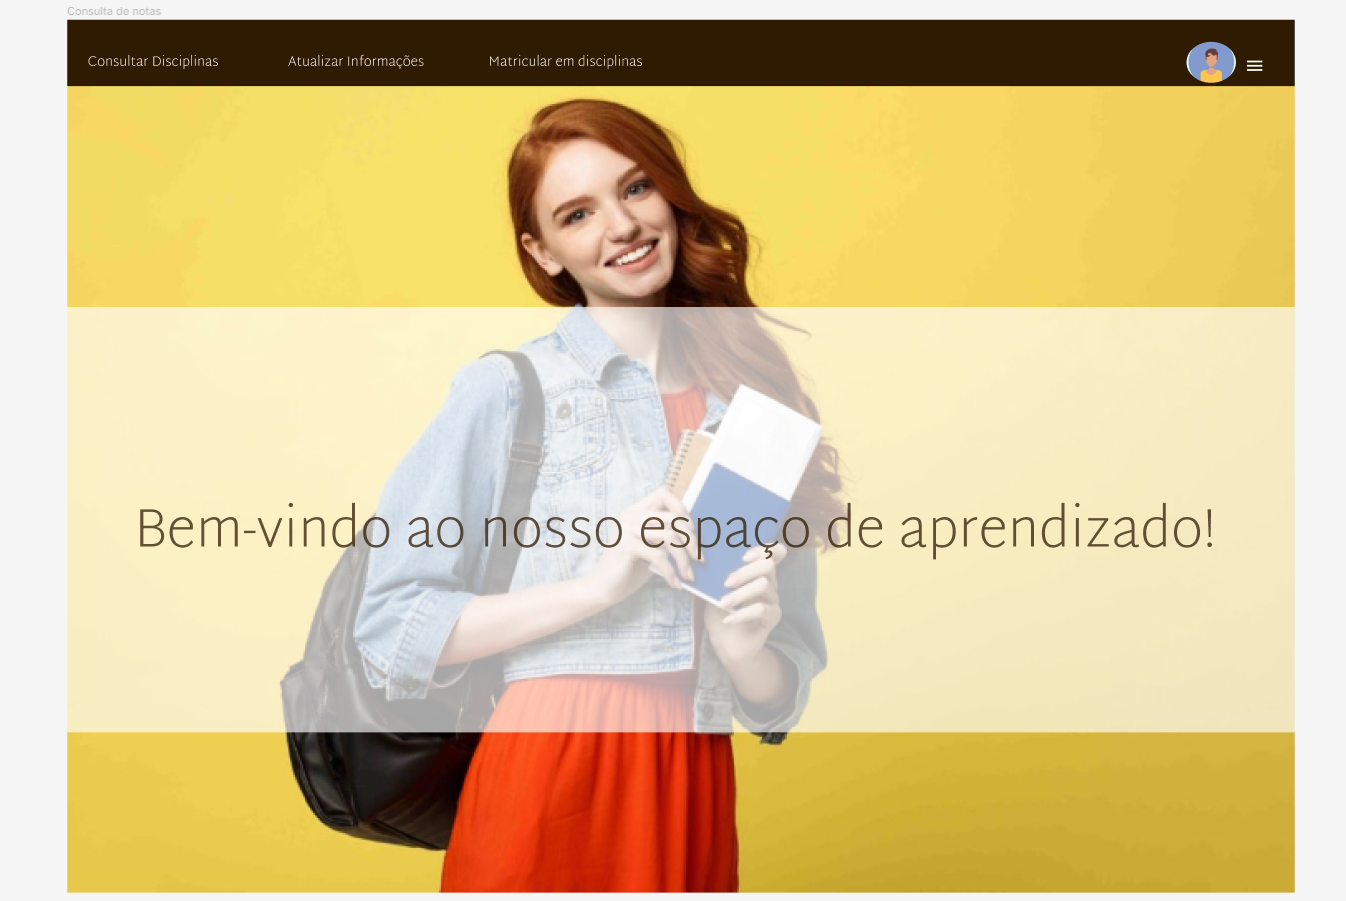 Consulta de notas
Consultar Disciplinas
Atualizar Informações
Matricular em disciplinas
Bem-vindo ao nosso espaço de aprendizado!